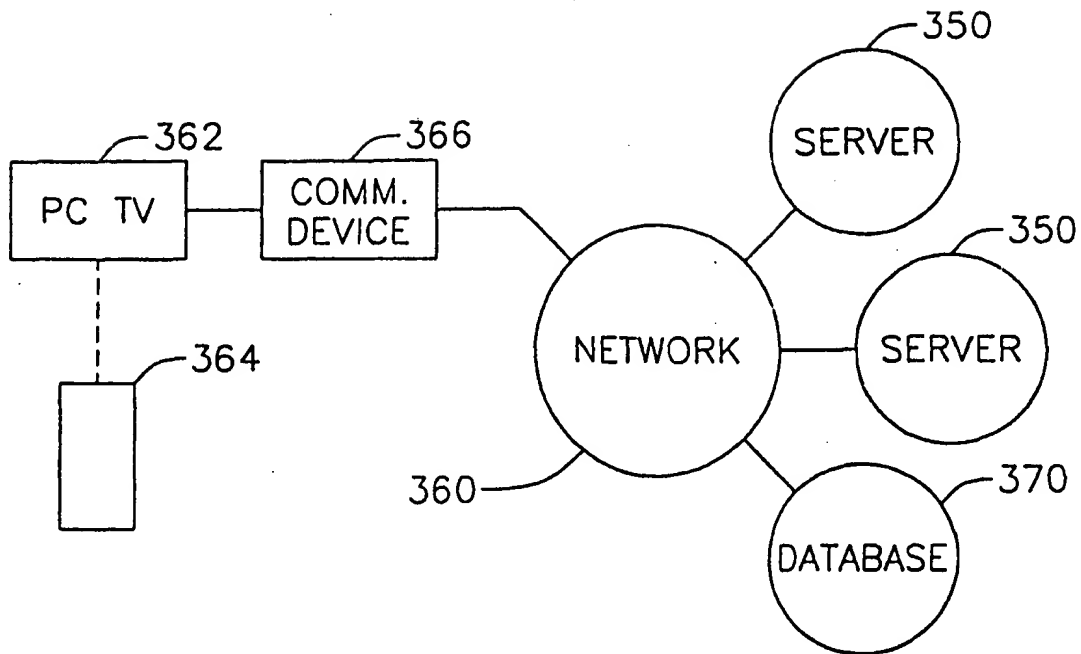 350
SERVER
362
366
PC TV
COMM.
DEVICE
350
SERVER
NETWORK
364
360
370
DATABASE